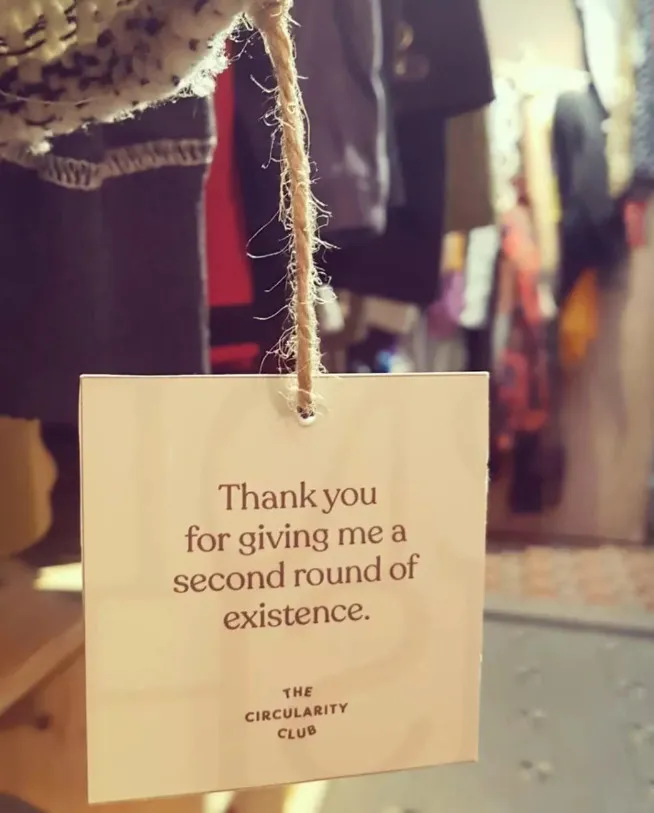 Thank you
for giving me a
second round of
existence.
THE
CIRCULARITY
CLUB